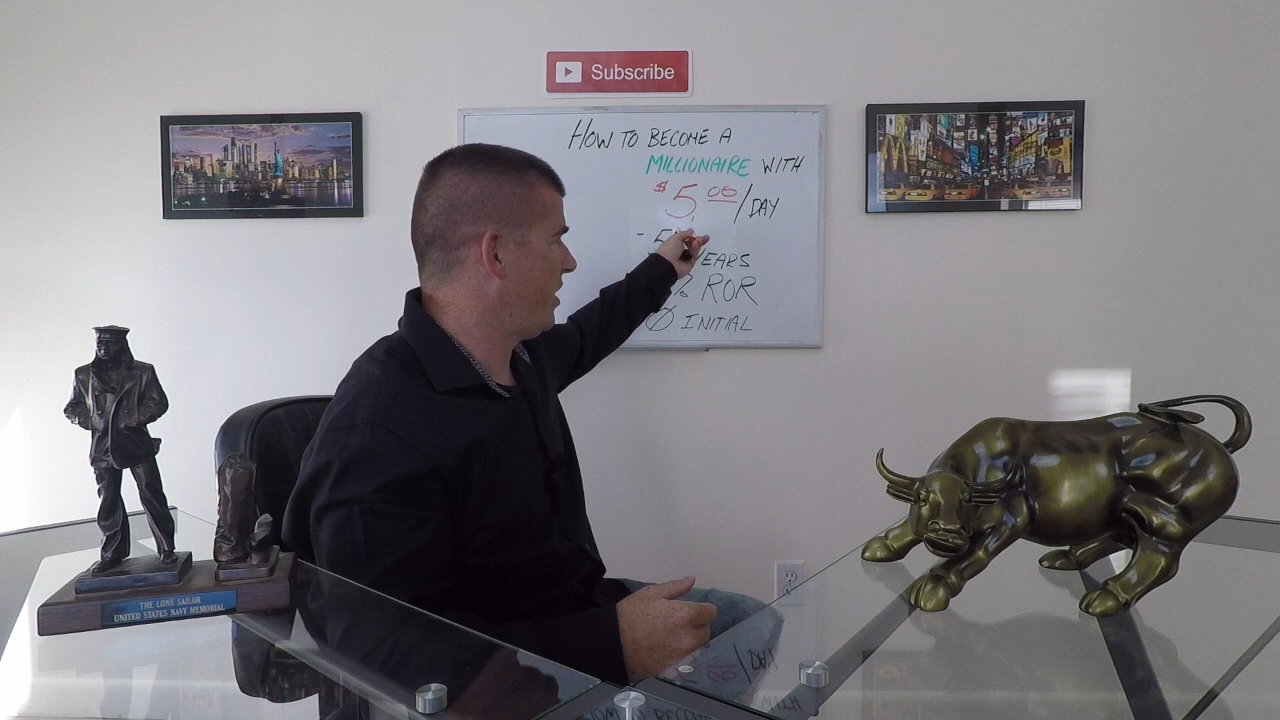 Subscribe
HOW TO BECOME A
MILLIONAIRE WITH
$5.00/DAY
YEARS
% ROR
Ø INITIAL
THE LONE SAILOR
UNITED STATES NAVY MEMORIAL